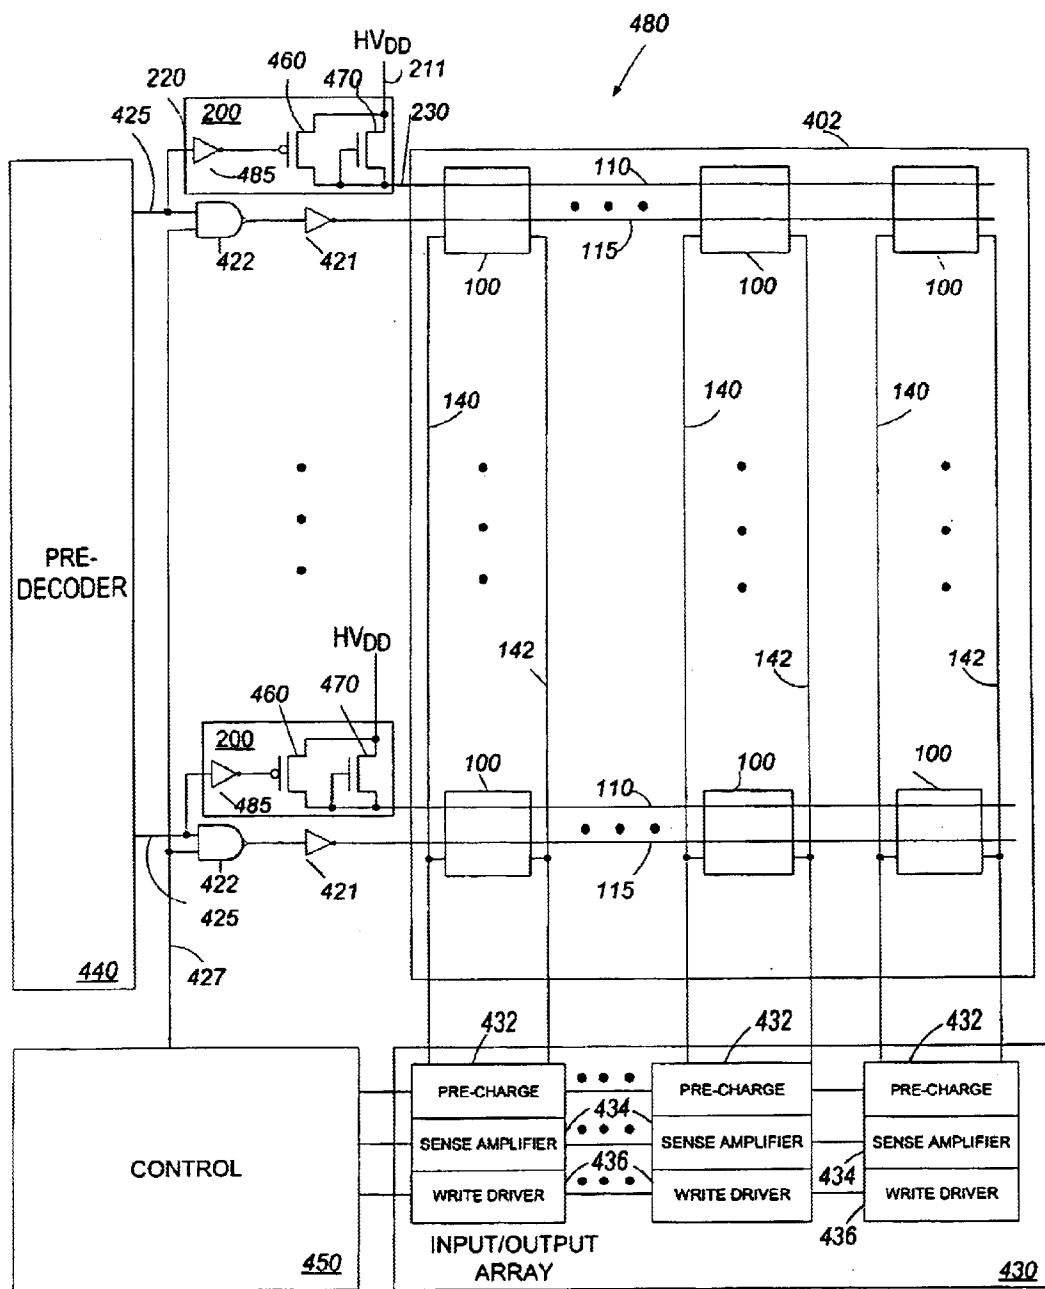 480
HVDD
460
470
211
220
200
230
425
402
485
110
422
421
115
100
100
100
140
140
140
PRE-
DECODER
HVDD
142
142
142
460
470
200
100
100
100
485
110
422
421
115
425
427
440
432
432
432
PRE-CHARGE
PRE-CHARGE
PRE-CHARGE
434
SENSE AMPLIFIER
SENSE AMPLIFIER
SENSE AMPLIFIER
CONTROL
436
434
WRITE DRIVER
WRITE DRIVER
WRITE DRIVER
436
INPUT/OUTPUT
ARRAY
450
430